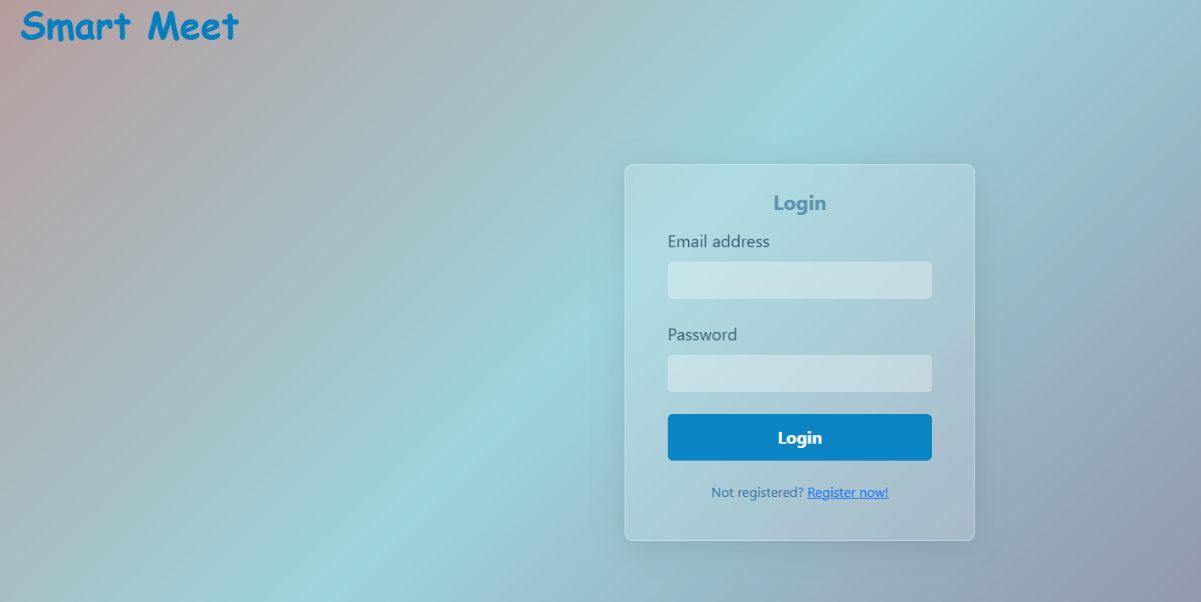 Smart Meet
Login
Email address
Password
Login
Not registered? Register now!